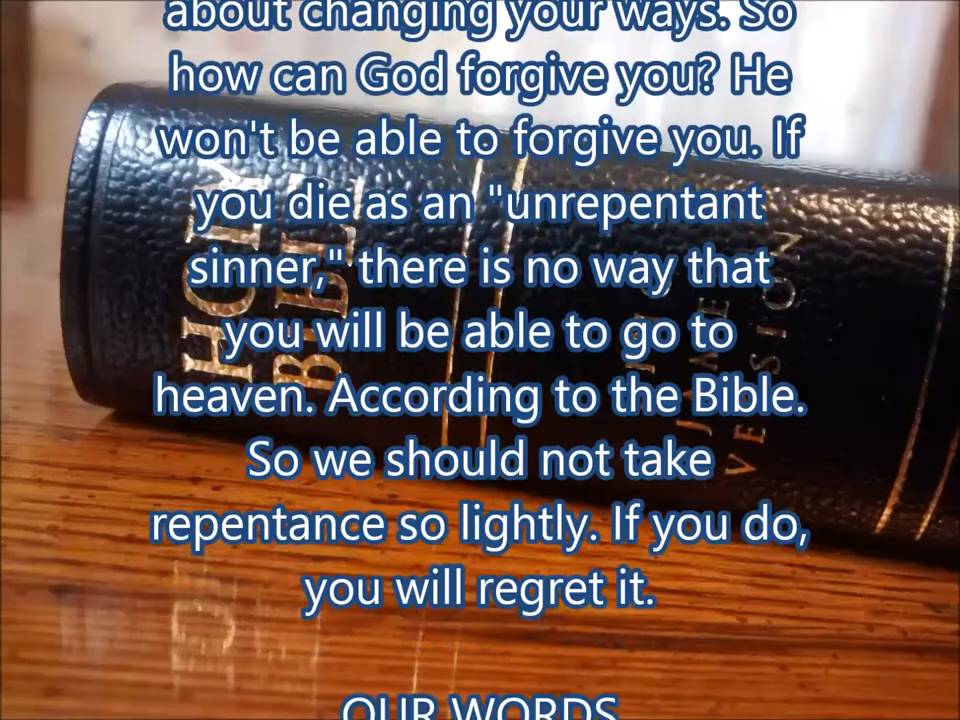 about changing your ways. So
how can God forgive you? He
won't be able to forgive you. If
you die as an "unrepentant
sinner," there is no way that
you will be able to go to
heaven. According to the Bible.
So we should not take
repentance so lightly. If you do,
you will regret it.
OUR WORDS
HOLY
BIBLE
JAMES
VERSION